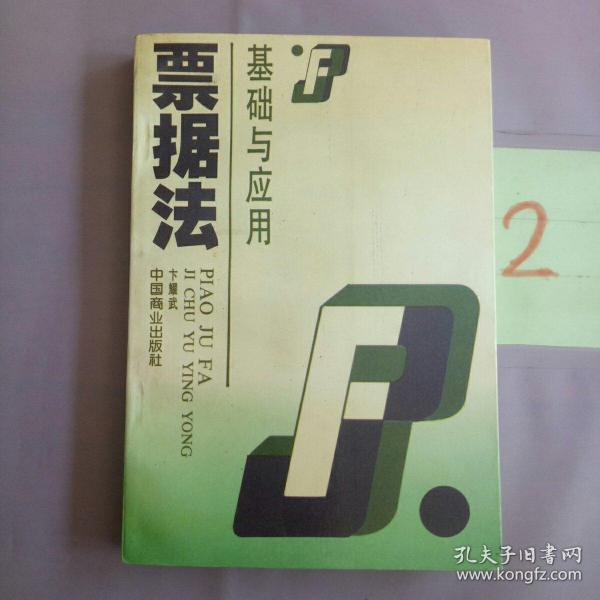 票据法
基础与应用
PIAO JU FA
JI CHU YU YING YONG
卞耀武
中国商业出版社
2
孔夫子旧書网
www.kongfz.com